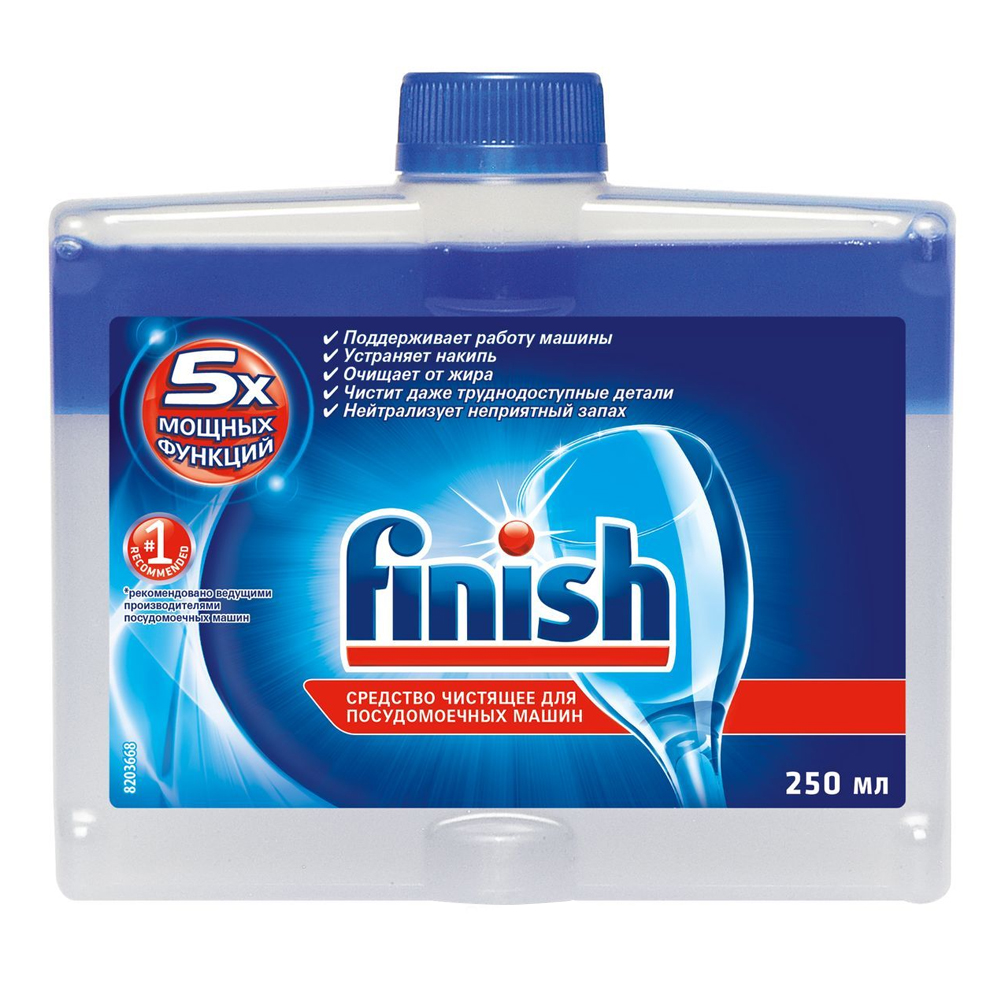 ✓ Поддерживает работу машины
✓ Устраняет накипь
✓ Очищает от жира
✓ Чистит даже труднодоступные детали
✓ Нейтрализует неприятный запах
5x
МОЩНЫХ
ФУНКЦИЙ
#1
RECOMMENDED
*рекомендовано ведущими
производителями
посудомоечных машин
finish
СРЕДСТВО ЧИСТЯЩЕЕ ДЛЯ
ПОСУДОМОЕЧНЫХ МАШИН
8203668
250 мл